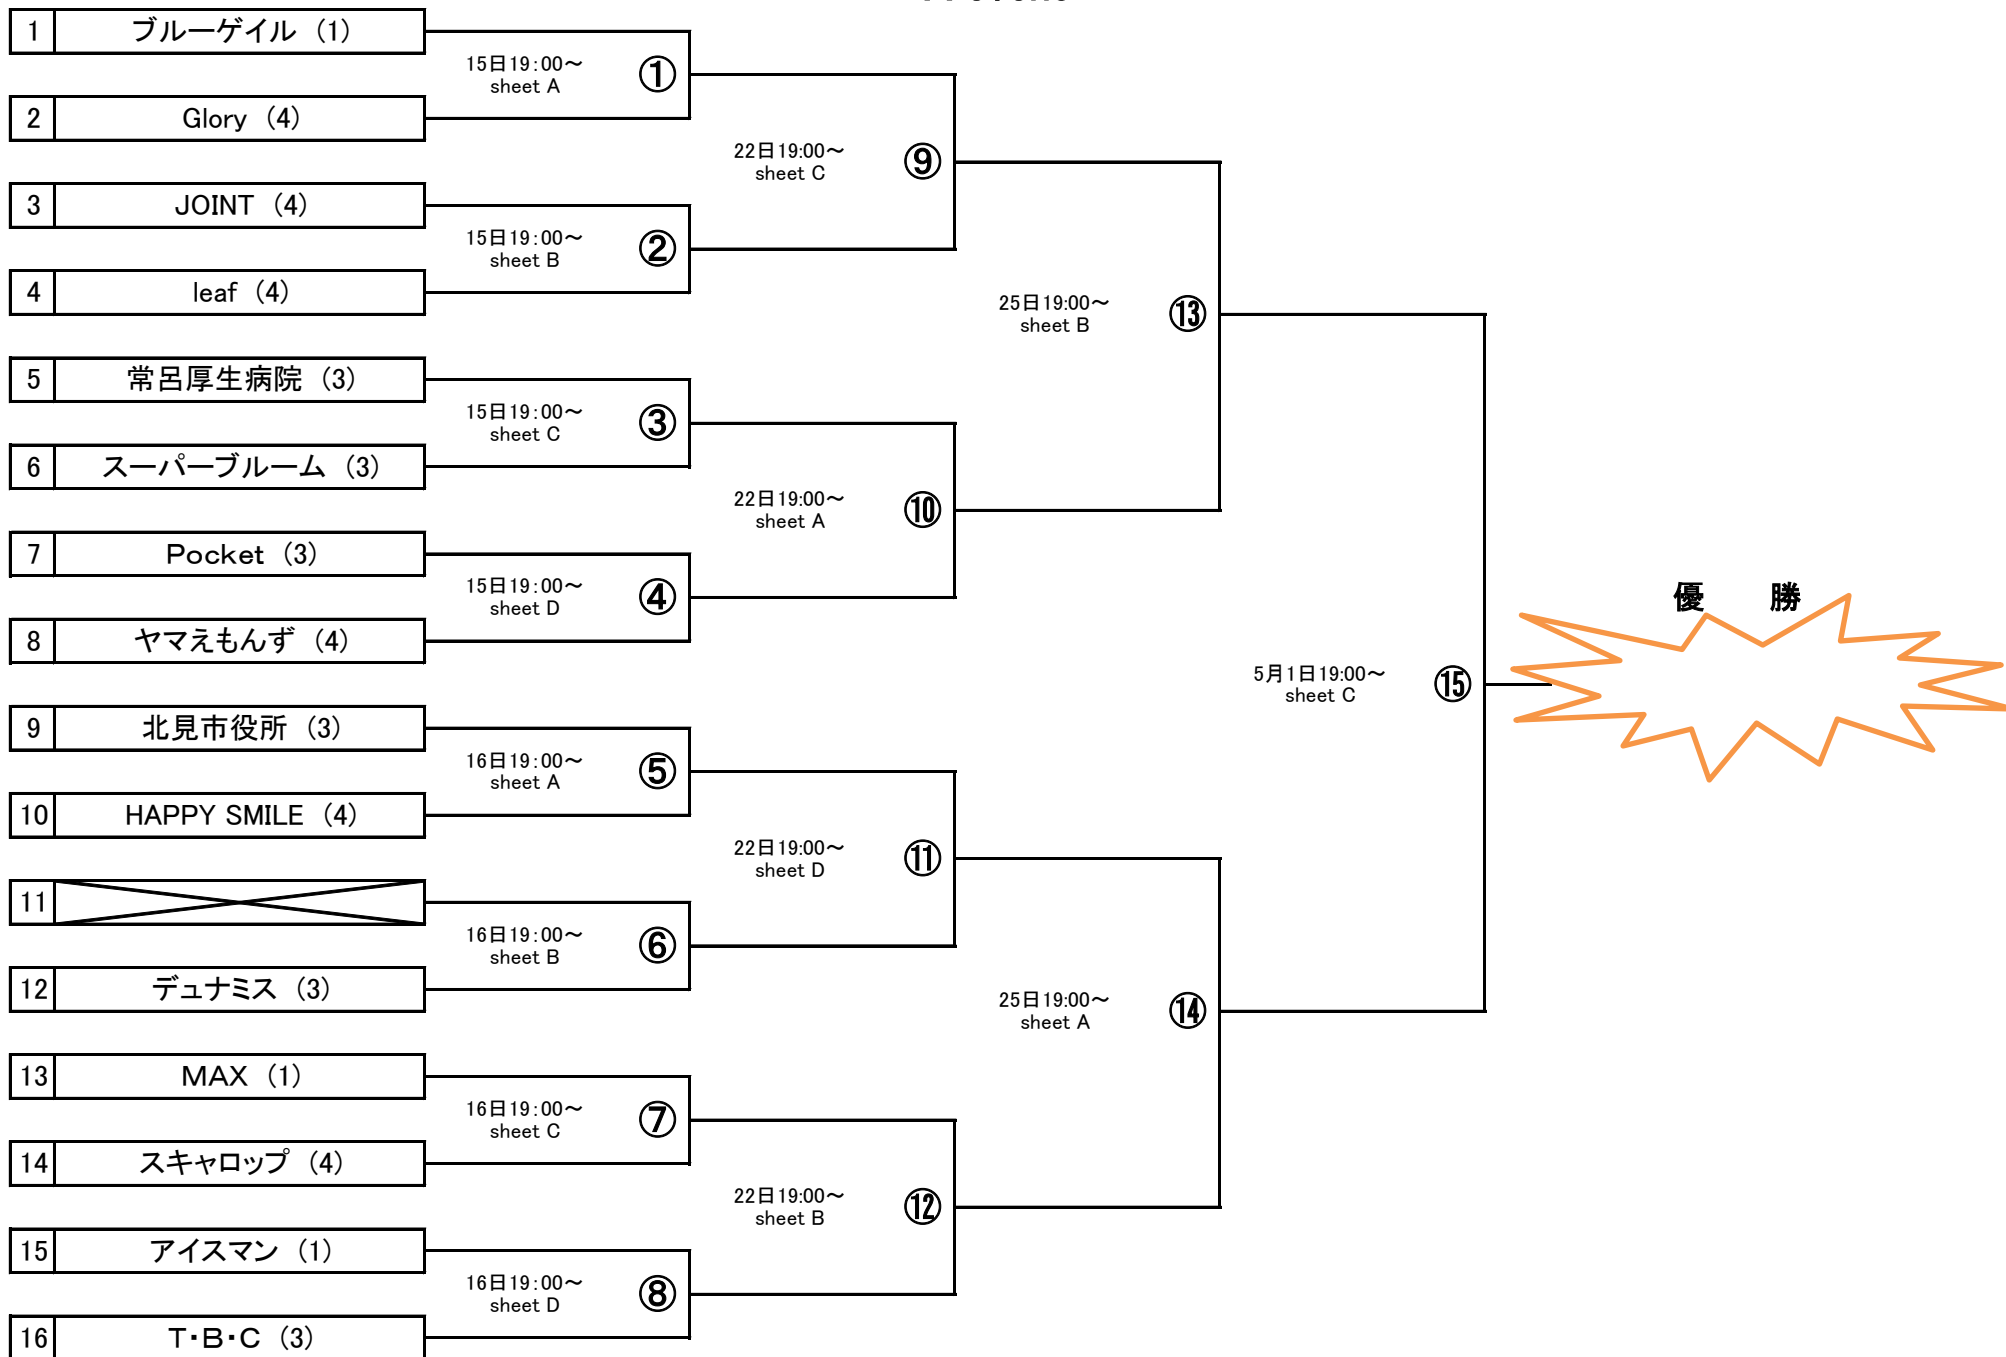 1 ブルーゲイル (1)
15日19:00～
sheet A
①
2 Glory (4)
22日19:00～
sheet C
⑨
3 JOINT (4)
15日19:00～
sheet B
②
4 leaf (4)
25日19:00～
sheet B
⑬
5 常呂厚生病院 (3)
15日19:00～
sheet C
③
6 スーパーブルーム (3)
22日19:00～
sheet A
⑩
7 Pocket (3)
15日19:00～
sheet D
④
優 勝
8 ヤマえもんず (4)
5月1日19:00～
sheet C
⑮
9 北見市役所 (3)
16日19:00～
sheet A
⑤
10 HAPPY SMILE (4)
22日19:00～
sheet D
⑪
11
16日19:00～
sheet B
⑥
12 デュナミス (3)
25日19:00～
sheet A
⑭
13 MAX (1)
16日19:00～
sheet C
⑦
14 スキャロップ (4)
22日19:00～
sheet B
⑫
15 アイスマン (1)
16日19:00～
sheet D
⑧
16 T・B・C (3)